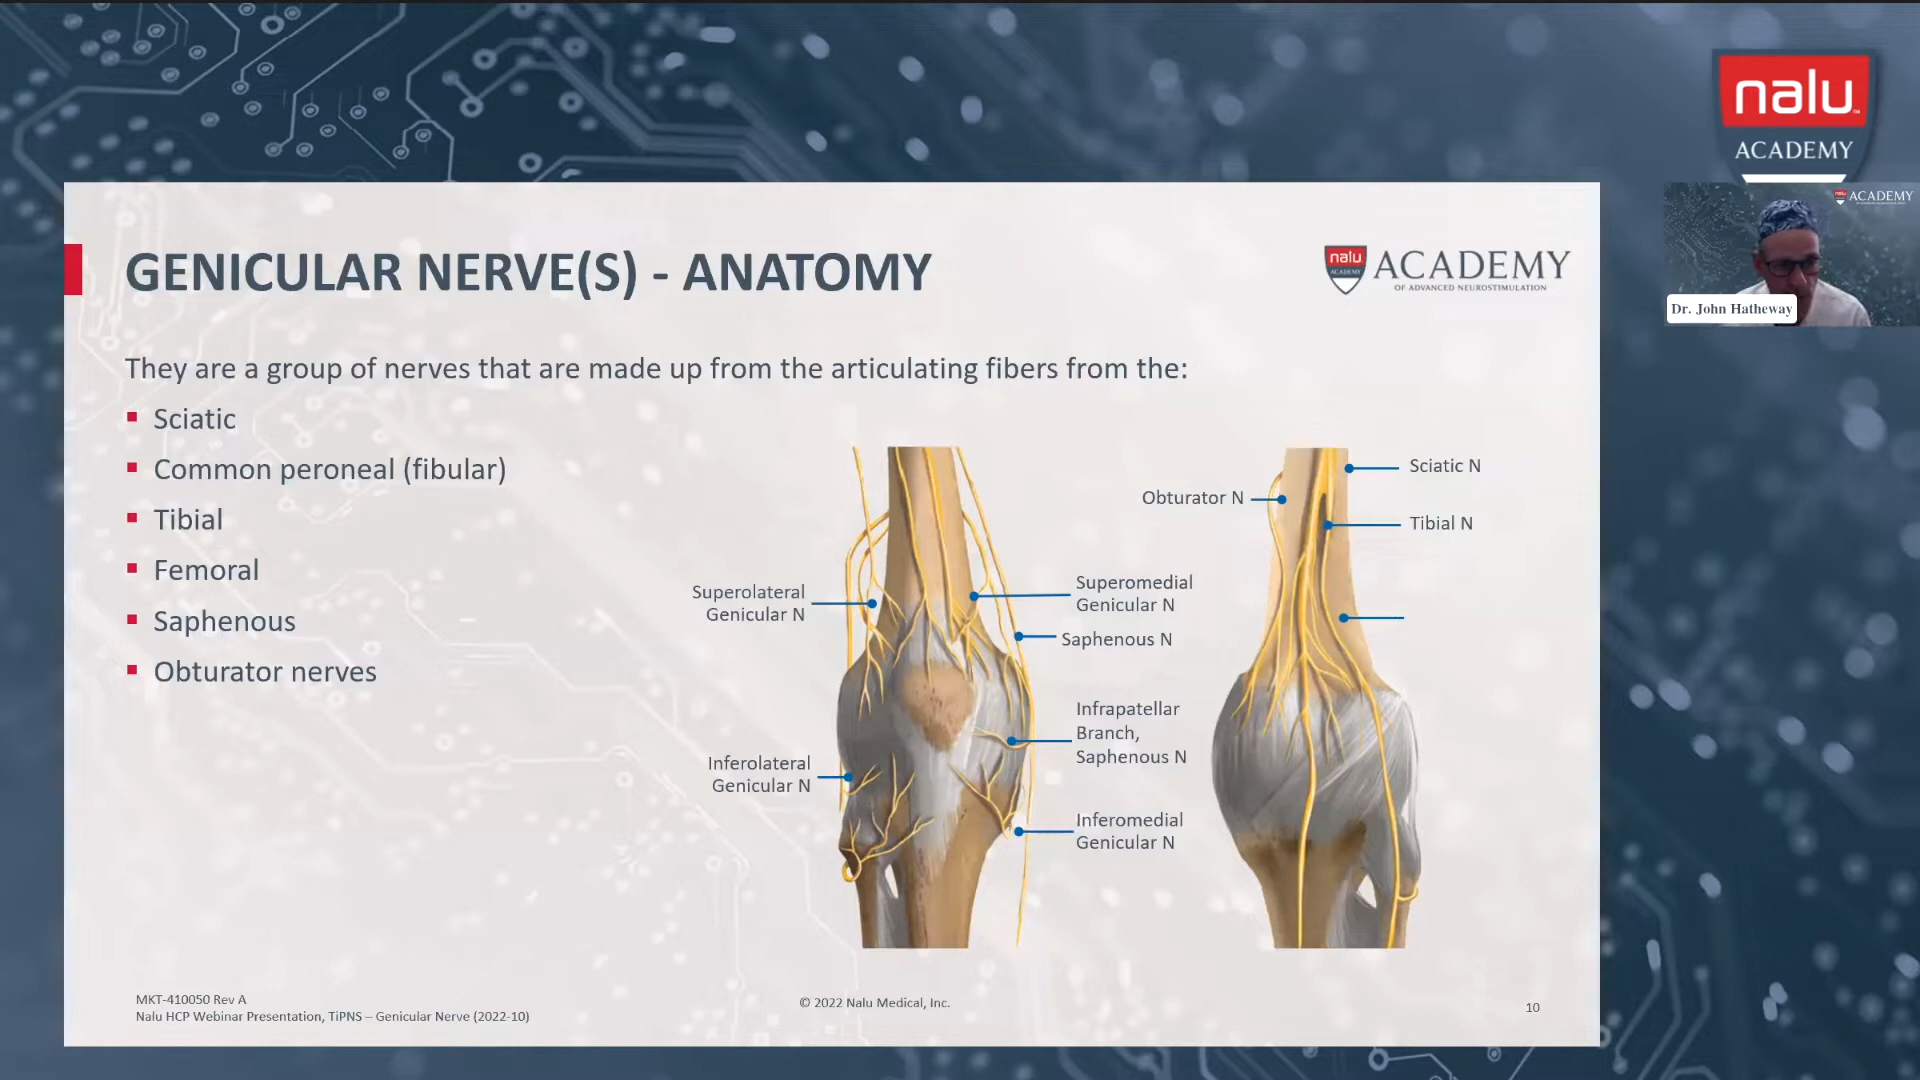 nalu
ACADEMY
ACADEMY
Dr. John Hatheway
GENICULAR NERVE(S) - ANATOMY
nalu
ACADEMY
ACADEMY
OF ADVANCED NEUROSTIMULATION
They are a group of nerves that are made up from the articulating fibers from the:
Sciatic
Common peroneal (fibular)
Tibial
Femoral
Saphenous
Obturator nerves
Superolateral
Genicular N
Inferolateral
Genicular N
Superomedial
Genicular N
Saphenous N
Infrapatellar
Branch,
Saphenous N
Inferomedial
Genicular N
Obturator N
Sciatic N
Tibial N
MKT-410050 Rev A
Nalu HCP Webinar Presentation, TiPNS – Genicular Nerve (2022-10)
© 2022 Nalu Medical, Inc.
10